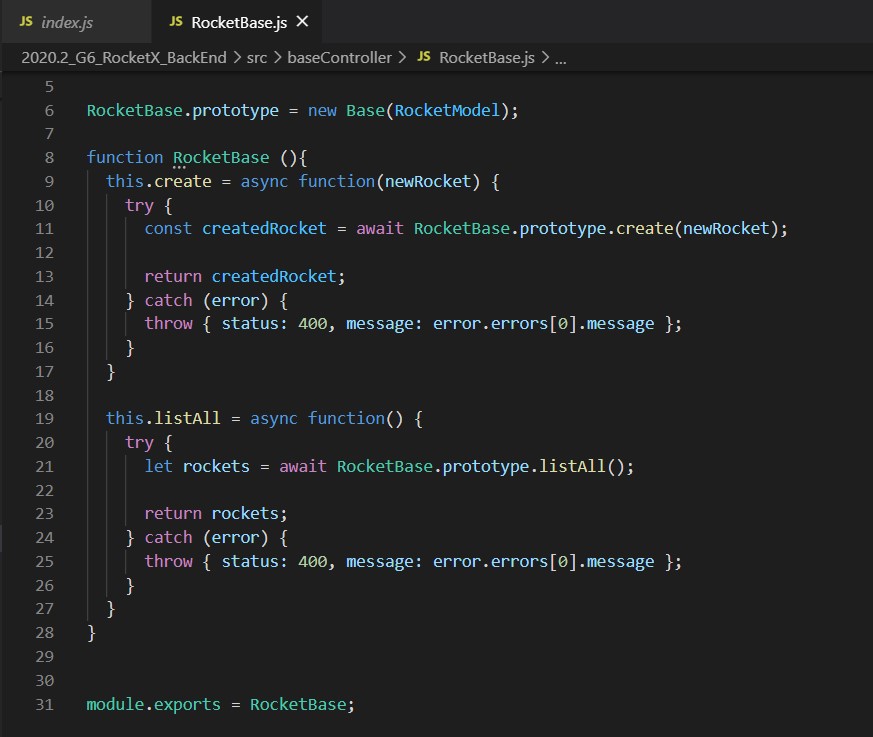 JS index.js JS RocketBase.js ×
2020.2_G6_RocketX_BackEnd > src > baseController > JS RocketBase.js > ...
5
6 RocketBase.prototype = new Base(RocketModel);
7
8 function RocketBase (){
9 this.create = async function(newRocket) {
10 try {
11 const createdRocket = await RocketBase.prototype.create(newRocket);
12
13 return createdRocket;
14 } catch (error) {
15 throw { status: 400, message: error.errors[0].message };
16 }
17 }
18
19 this.listAll = async function() {
20 try {
21 let rockets = await RocketBase.prototype.listAll();
22
23 return rockets;
24 } catch (error) {
25 throw { status: 400, message: error.errors[0].message };
26 }
27 }
28 }
29
30
31 module.exports = RocketBase;